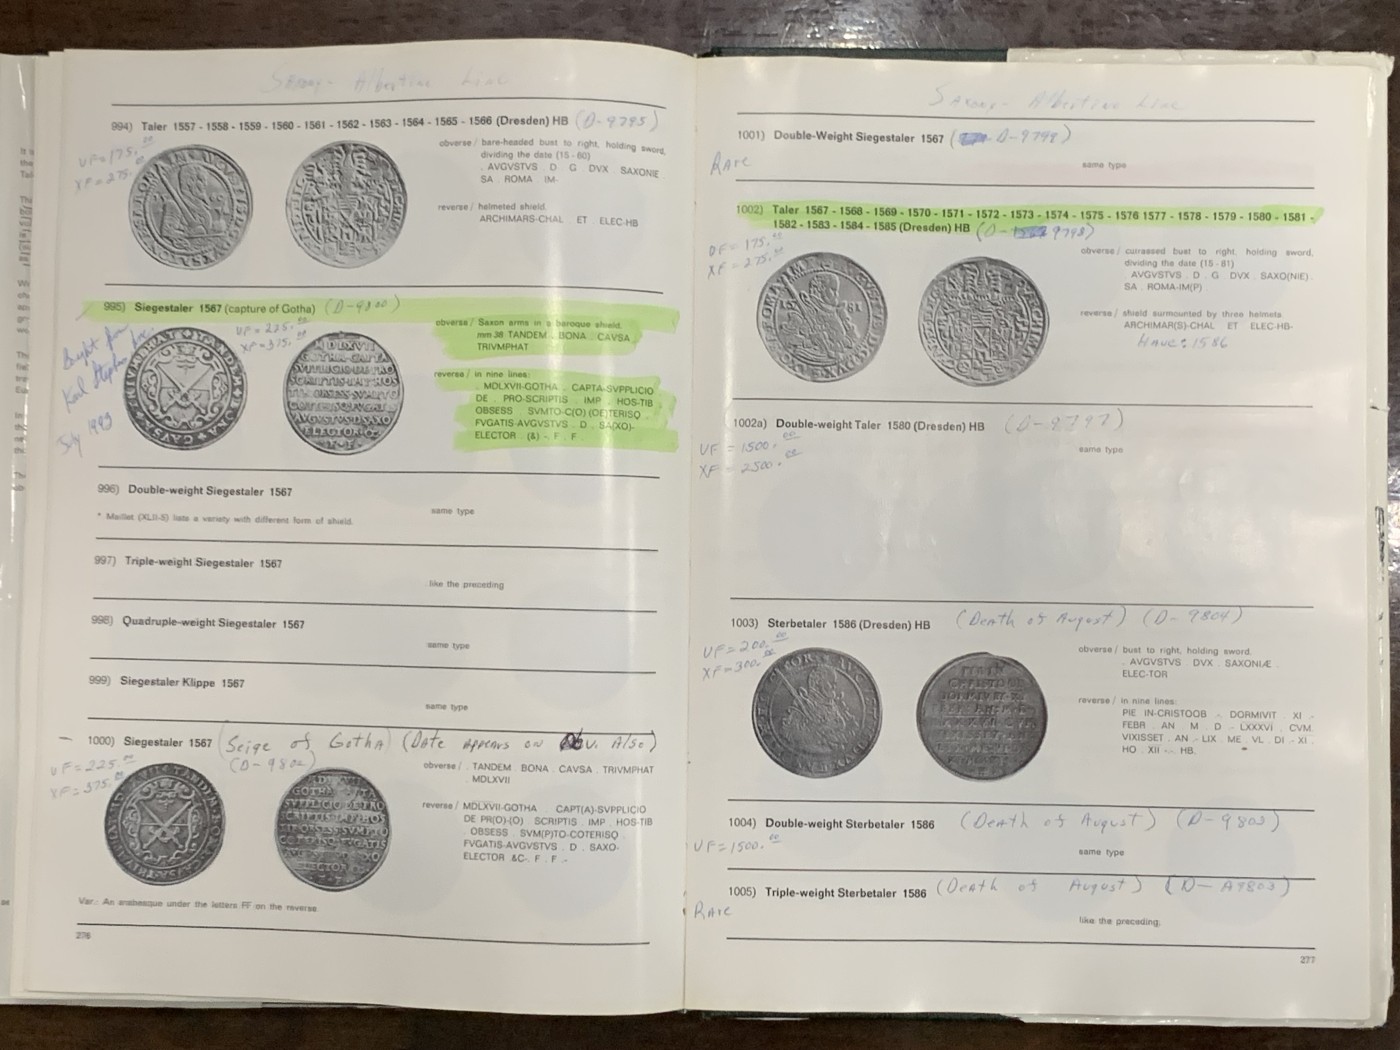 Saxony - Albertine Line
994) Taler 1557 - 1558 - 1559 - 1560 - 1561 - 1562 - 1563 - 1564 - 1565 - 1566 (Dresden) HB (D-9795)
VF=175.00
XF=275.00
obverse / bare-headed bust to right, holding sword,
dividing the date (15 - 60)
. AVGVSTVS D . G DVX SAXONIE
SA . ROMA IM-
reverse / helmeted shield.
ARCHIMARS-CHAL ET ELEC-HB
995) Siegestaler 1567 (capture of Gotha) (D-9800)
Bought for
Karl Stephan for
July 1993
VF = 225.00
XF = 375.00
obverse / Saxon arms in a baroque shield.
mm 38 TANDEM . BONA . CAVSA .
TRIVMPHAT
reverse / in nine lines:
. MDLXVII-GOTHA . CAPTA-SVPPLICIO
DE . PRO-SCRIPTIS . IMP . HOS-TIB
OBSESS . SVMTO-C(O) (OE)TERISQ .
FVGATIS-AVGVSTVS . D . SA(XO)-
ELECTOR . (&) -. F . F .
996) Double-weight Siegestaler 1567
same type
* Maillet (XLII-5) lists a variety with different form of shield.
997) Triple-weight Siegestaler 1567
like the preceding
998) Quadruple-weight Siegestaler 1567
same type
999) Siegestaler Klippe 1567
same type
1000) Siegestaler 1567 (Seige of Gotha) (Date appears on Obv. Also)
(D-9802)
VF=225.00
XF=375.00
obverse / . TANDEM . BONA . CAVSA . TRIVMPHAT
. MDLXVII
reverse / MDLXVII-GOTHA . CAPT(A)-SVPPLICIO
DE PR(O)-(O) . SCRIPTIS . IMP . HOS-TIB
. OBSESS . SVM(P)TO-COTERISQ .
FVGATIS-AVGVSTVS . D . SAXO-
ELECTOR &C-. F . F .-
Var.: An arabesque under the letters FF on the reverse
276
Saxony - Albertine Line
1001) Double-Weight Siegestaler 1567 (D-9799)
Rare
same type
1002) Taler 1567 - 1568 - 1569 - 1570 - 1571 - 1572 - 1573 - 1574 - 1575 - 1576 1577 - 1578 - 1579 - 1580 - 1581 -
1582 - 1583 - 1584 - 1585 (Dresden) HB (D-9798)
VF = 175.00
XF = 275.00
obverse / cuirassed bust to right, holding sword,
dividing the date (15 - 81)
. AVGVSTVS . D . G DVX . SAXO(NIE) .
SA . ROMA-IM(P)
reverse / shield surmounted by three helmets
ARCHIMAR(S)-CHAL ET ELEC-HB-
Have: 1586
1002a) Double-weight Taler 1580 (Dresden) HB (D-9797)
VF = 1500.00
XF = 2500.00
same type
1003) Sterbetaler 1586 (Dresden) HB (Death of August) (D-9804)
VF=200.00
XF=300.00
obverse / bust to right, holding sword.
. AVGVSTVS DVX . SAXONIÆ .
ELEC-TOR
reverse / in nine lines:
PIE IN-CRISTOOB -. DORMIVIT . XI -
FEBR . AN M . D -. LXXXVI . CVM.
VIXISSET . AN -. LIX . ME . VL . DI - XI .
HO . XII -. HB.
1004) Double-weight Sterbetaler 1586 (Death of August) (D-9803)
VF=1500.00
same type
1005) Triple-weight Sterbetaler 1586 (Death of August) (D-A9803)
Rare
like the preceding.
277